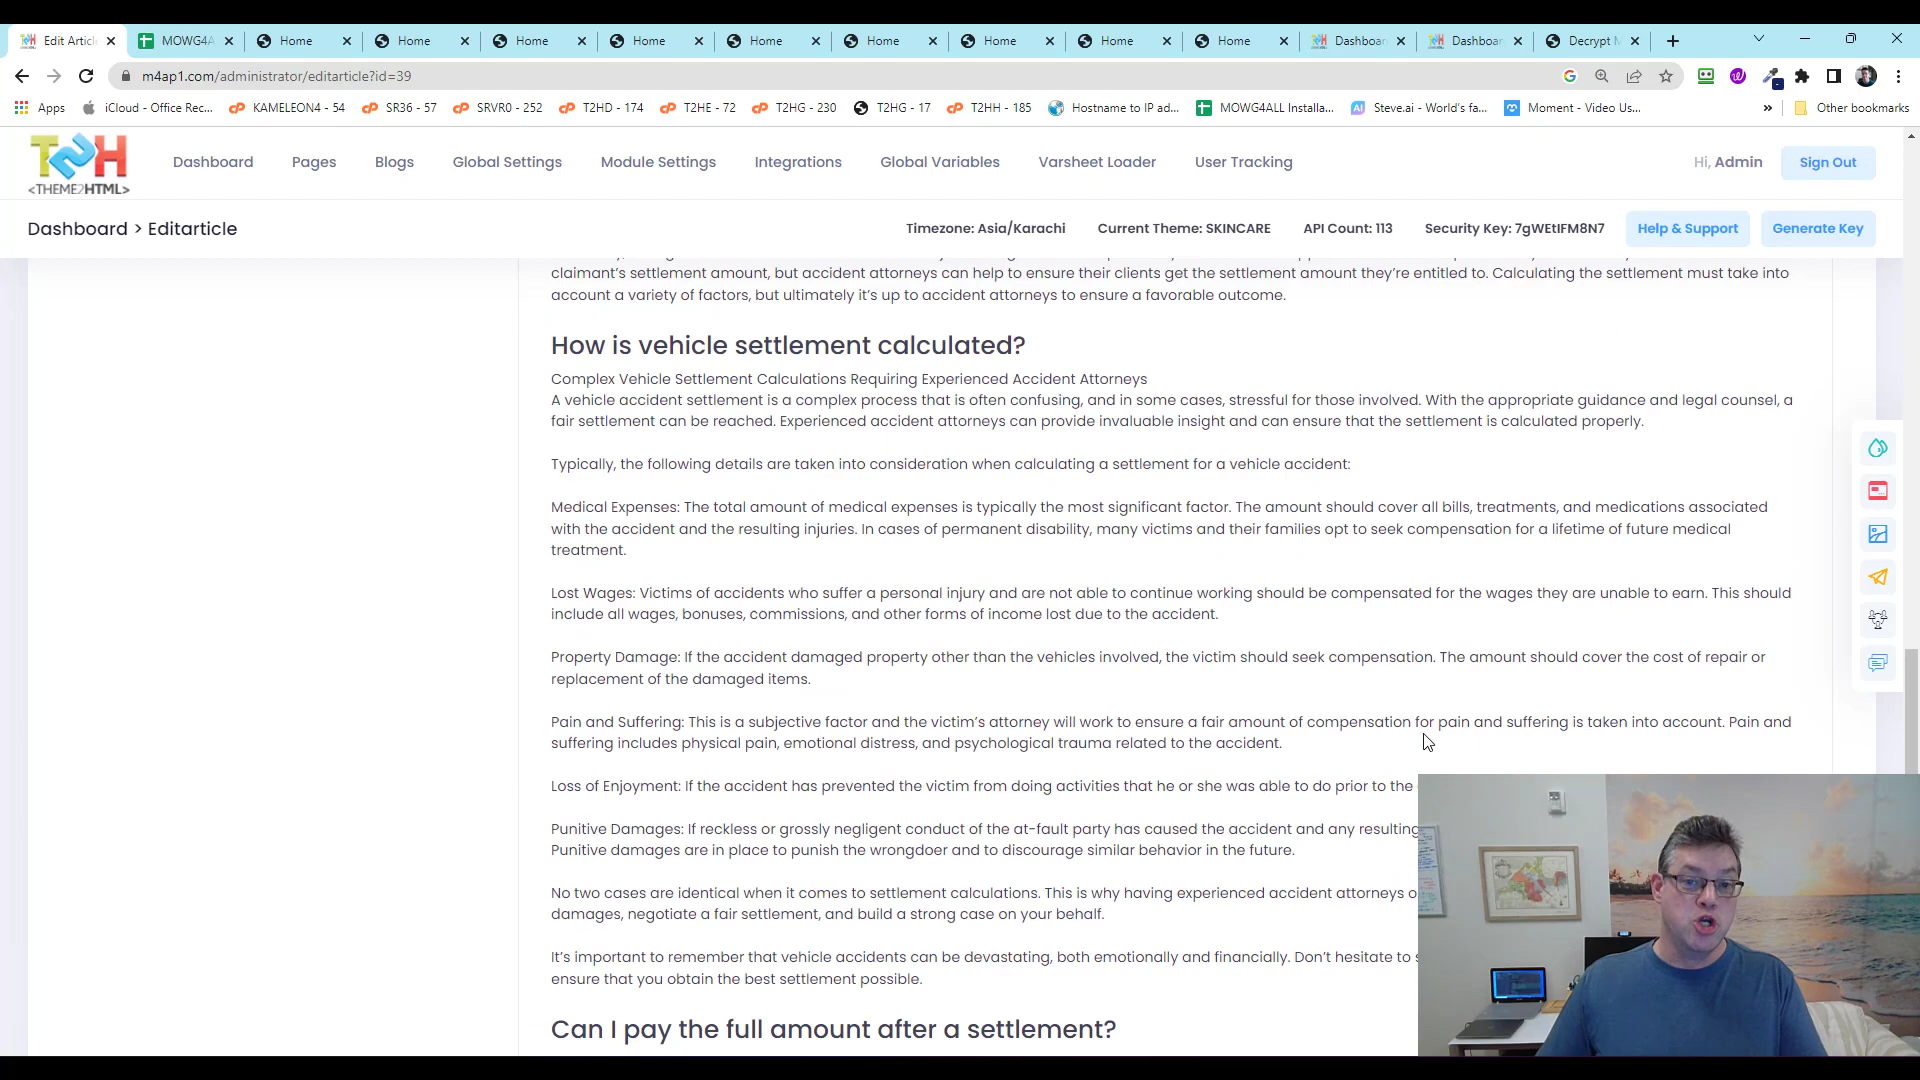 Edit Artic
MOWG4A
Home
Home
Home
Home
Home
Home
Home
Home
Home
Dashboar
Dashboar
Decrypt M
m4ap1.com/administrator/editarticle?id=39
Apps
iCloud - Office Rec...
KAMELEON4 - 54
SR36 - 57
SRVR0 - 252
T2HD - 174
T2HE - 72
T2HG - 230
T2HG - 17
T2HH - 185
Hostname to IP ad...
MOWG4ALL Installa...
Steve.ai - World's fa...
Moment - Video Us...
»
Other bookmarks
T2H
<THEME2HTML>
Dashboard
Pages
Blogs
Global Settings
Module Settings
Integrations
Global Variables
Varsheet Loader
User Tracking
Hi, Admin
Sign Out
Dashboard > Editarticle
Timezone: Asia/Karachi
Current Theme: SKINCARE
API Count: 113
Security Key: 7gWEtIFM8N7
Help & Support
Generate Key
claimant's settlement amount, but accident attorneys can help to ensure their clients get the settlement amount they're entitled to. Calculating the settlement must take into
account a variety of factors, but ultimately it's up to accident attorneys to ensure a favorable outcome.
How is vehicle settlement calculated?
Complex Vehicle Settlement Calculations Requiring Experienced Accident Attorneys
A vehicle accident settlement is a complex process that is often confusing, and in some cases, stressful for those involved. With the appropriate guidance and legal counsel, a
fair settlement can be reached. Experienced accident attorneys can provide invaluable insight and can ensure that the settlement is calculated properly.
Typically, the following details are taken into consideration when calculating a settlement for a vehicle accident:
Medical Expenses: The total amount of medical expenses is typically the most significant factor. The amount should cover all bills, treatments, and medications associated
with the accident and the resulting injuries. In cases of permanent disability, many victims and their families opt to seek compensation for a lifetime of future medical
treatment.
Lost Wages: Victims of accidents who suffer a personal injury and are not able to continue working should be compensated for the wages they are unable to earn. This should
include all wages, bonuses, commissions, and other forms of income lost due to the accident.
Property Damage: If the accident damaged property other than the vehicles involved, the victim should seek compensation. The amount should cover the cost of repair or
replacement of the damaged items.
Pain and Suffering: This is a subjective factor and the victim's attorney will work to ensure a fair amount of compensation for pain and suffering is taken into account. Pain and
suffering includes physical pain, emotional distress, and psychological trauma related to the accident.
Loss of Enjoyment: If the accident has prevented the victim from doing activities that he or she was able to do prior to the
Punitive Damages: If reckless or grossly negligent conduct of the at-fault party has caused the accident and any resulting
Punitive damages are in place to punish the wrongdoer and to discourage similar behavior in the future.
No two cases are identical when it comes to settlement calculations. This is why having experienced accident attorneys o
damages, negotiate a fair settlement, and build a strong case on your behalf.
It's important to remember that vehicle accidents can be devastating, both emotionally and financially. Don't hesitate to s
ensure that you obtain the best settlement possible.
Can I pay the full amount after a settlement?